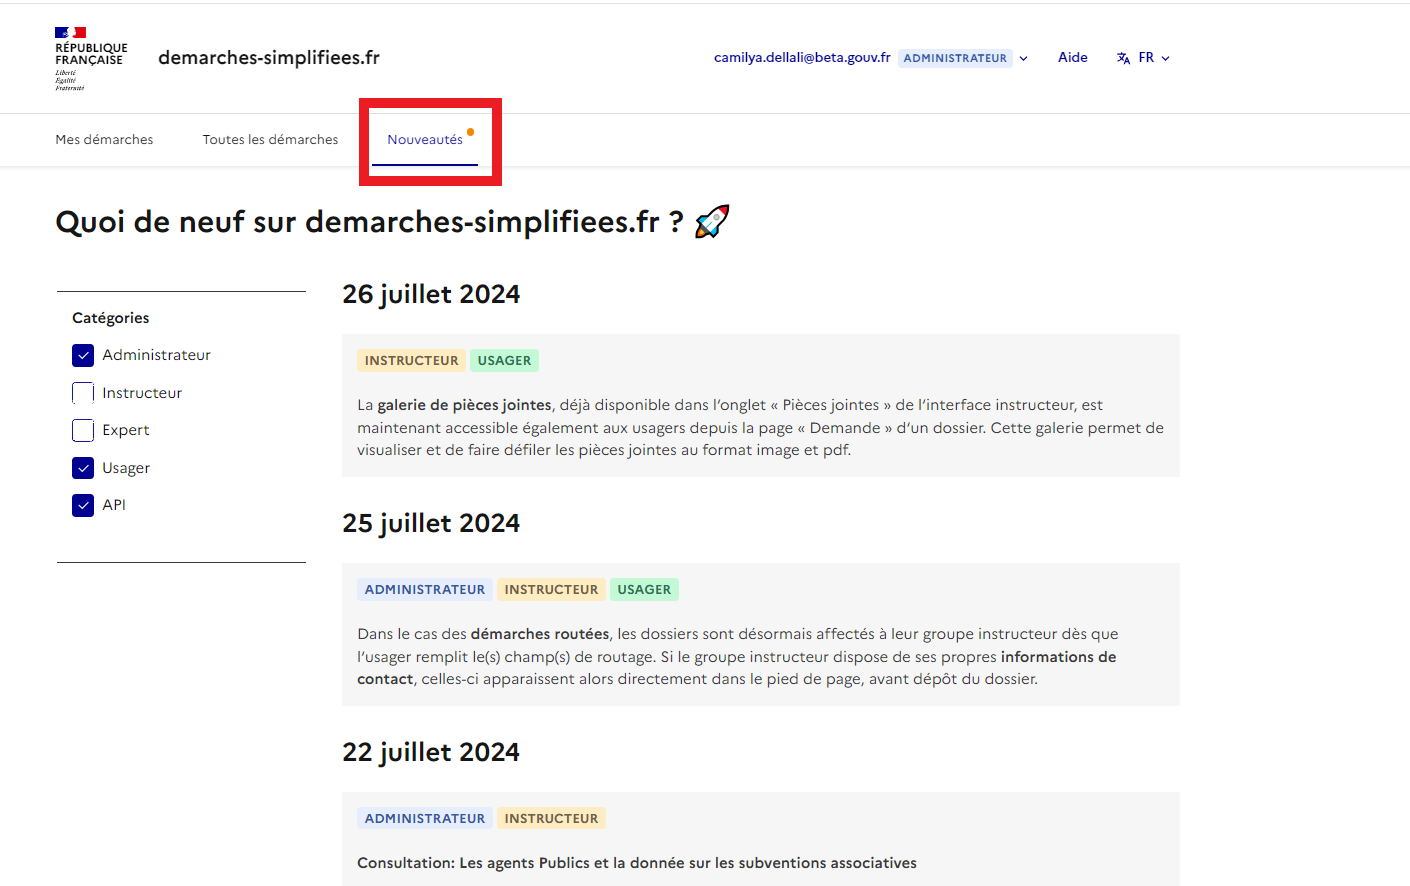 RÉPUBLIQUE
FRANÇAISE
Liberté
Égalité
Fraternité
demarches-simplifiees.fr
camilya.dellali@beta.gouv.fr ADMINISTRATEUR
Aide
FR
Mes démarches
Toutes les démarches
Nouveautés
Quoi de neuf sur demarches-simplifiees.fr ? 🚀
Catégories
Administrateur
Instructeur
Expert
Usager
API
26 juillet 2024
INSTRUCTEUR USAGER
La galerie de pièces jointes, déjà disponible dans l’onglet « Pièces jointes » de l’interface instructeur, est
maintenant accessible également aux usagers depuis la page « Demande » d’un dossier. Cette galerie permet de
visualiser et de faire défiler les pièces jointes au format image et pdf.
25 juillet 2024
ADMINISTRATEUR INSTRUCTEUR USAGER
Dans le cas des démarches routées, les dossiers sont désormais affectés à leur groupe instructeur dès que
l’usager remplit le(s) champ(s) de routage. Si le groupe instructeur dispose de ses propres informations de
contact, celles-ci apparaissent alors directement dans le pied de page, avant dépôt du dossier.
22 juillet 2024
ADMINISTRATEUR INSTRUCTEUR
Consultation: Les agents Publics et la donnée sur les subventions associatives